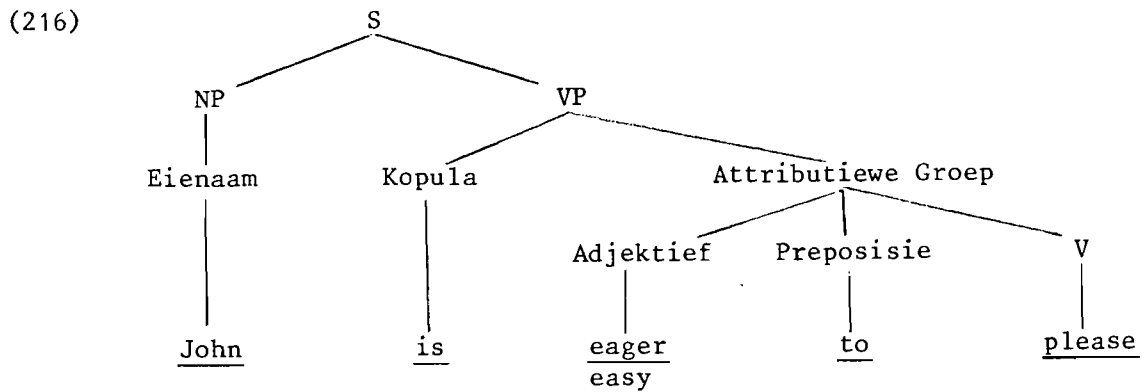 (216) S
NP VP
Eienaam Kopula Attributiewe Groep
Adjektief Preposisie V
John is eager to please
easy